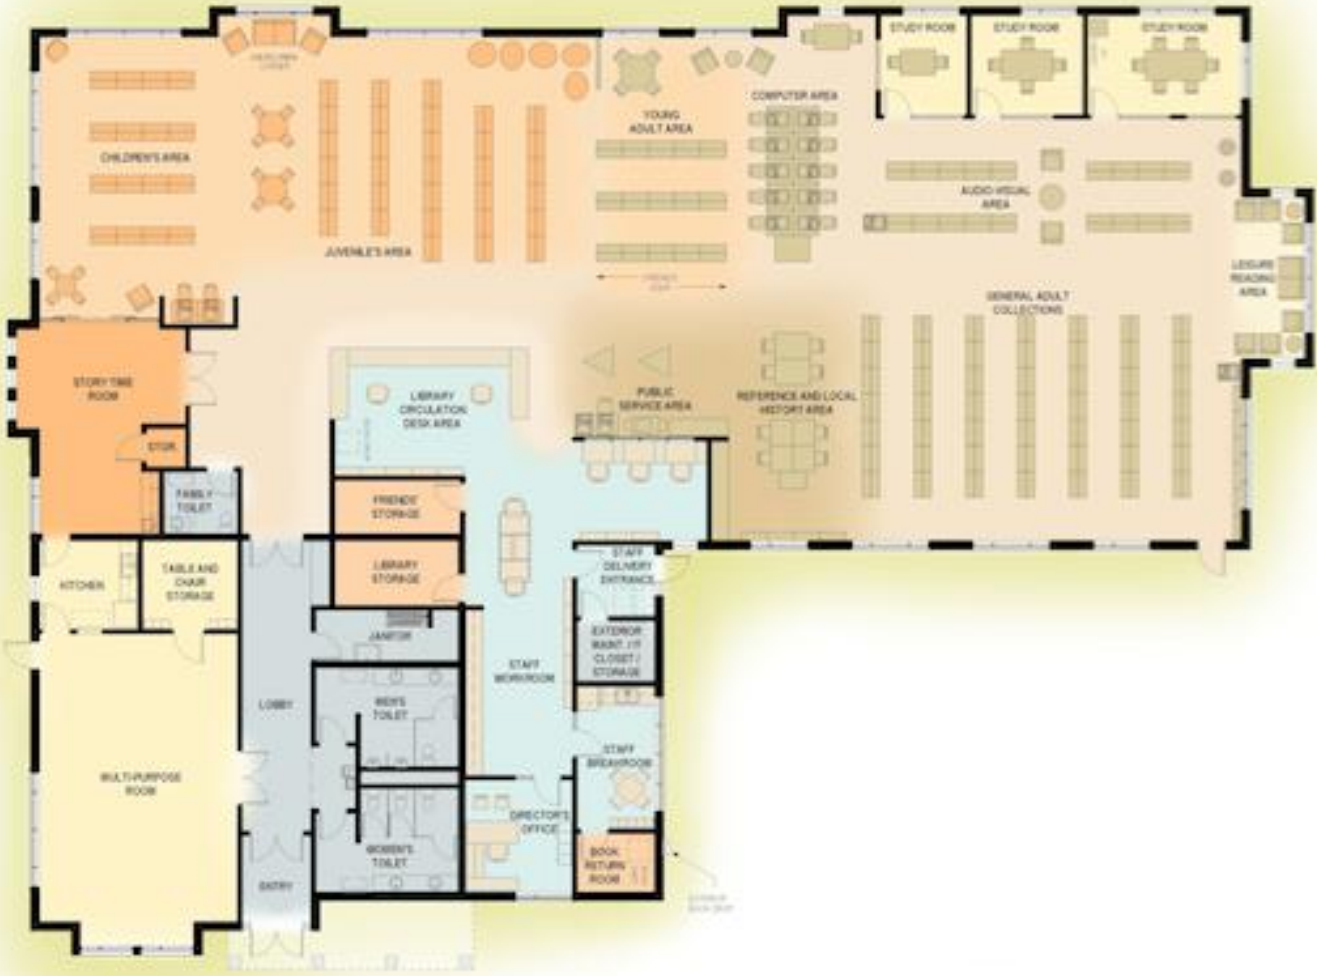 STUDY ROOM
STUDY ROOM
STUDY ROOM
COMPUTER AREA
YOUNG
ADULT AREA
CHILDREN'S AREA
AUDIO-VISUAL
AREA
JUVENILE'S AREA
LEISURE
READING
AREA
GENERAL ADULT
COLLECTIONS
STORY TIME
ROOM
LIBRARY
CIRCULATION
DESK AREA
PUBLIC
SERVICE AREA
REFERENCE AND LOCAL
HISTORY AREA
STOR.
FAMILY
TOILET
FRIENDS'
STORAGE
KITCHEN
TABLE AND
CHAIR
STORAGE
LIBRARY
STORAGE
STAFF
DELIVERY
ENTRANCE
JANITOR
EXTERIOR
MAINT. / IT
CLOSET /
STORAGE
STAFF
WORKROOM
LOBBY
MEN'S
TOILET
STAFF
BREAKROOM
MULTI-PURPOSE
ROOM
DIRECTOR'S
OFFICE
WOMEN'S
TOILET
BOOK
RETURN
ROOM
ENTRY